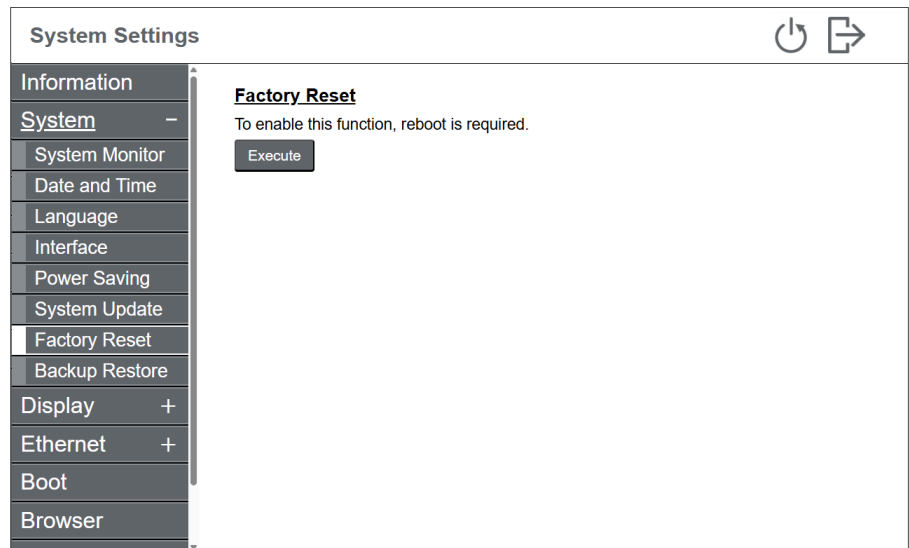 System Settings
Information
System −
System Monitor
Date and Time
Language
Interface
Power Saving
System Update
Factory Reset
Backup Restore
Display +
Ethernet +
Boot
Browser
Factory Reset
To enable this function, reboot is required.
Execute